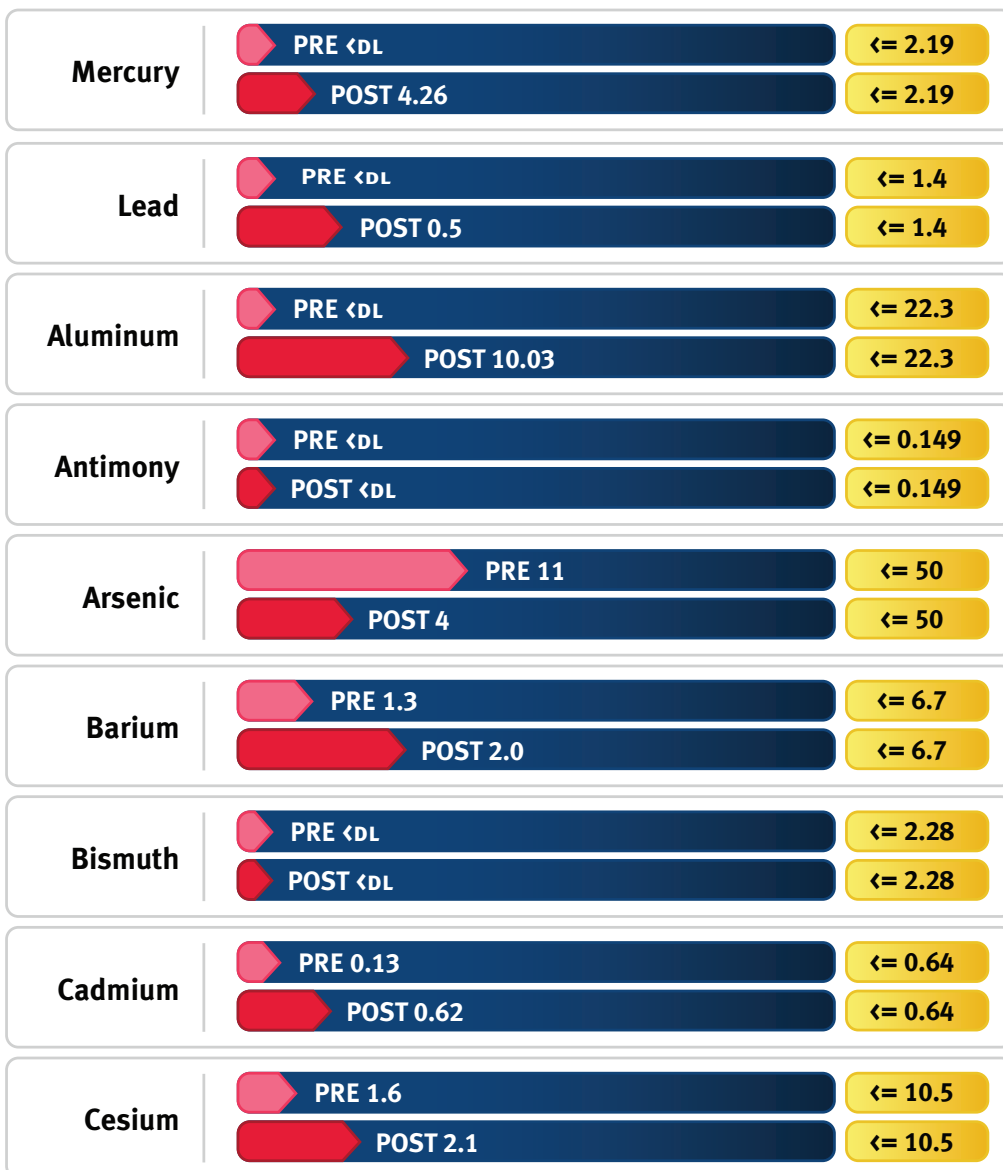 Mercury
PRE <DL
<= 2.19
POST 4.26
<= 2.19
Lead
PRE <DL
<= 1.4
POST 0.5
<= 1.4
Aluminum
PRE <DL
<= 22.3
POST 10.03
<= 22.3
Antimony
PRE <DL
<= 0.149
POST <DL
<= 0.149
Arsenic
PRE 11
<= 50
POST 4
<= 50
Barium
PRE 1.3
<= 6.7
POST 2.0
<= 6.7
Bismuth
PRE <DL
<= 2.28
POST <DL
<= 2.28
Cadmium
PRE 0.13
<= 0.64
POST 0.62
<= 0.64
Cesium
PRE 1.6
<= 10.5
POST 2.1
<= 10.5